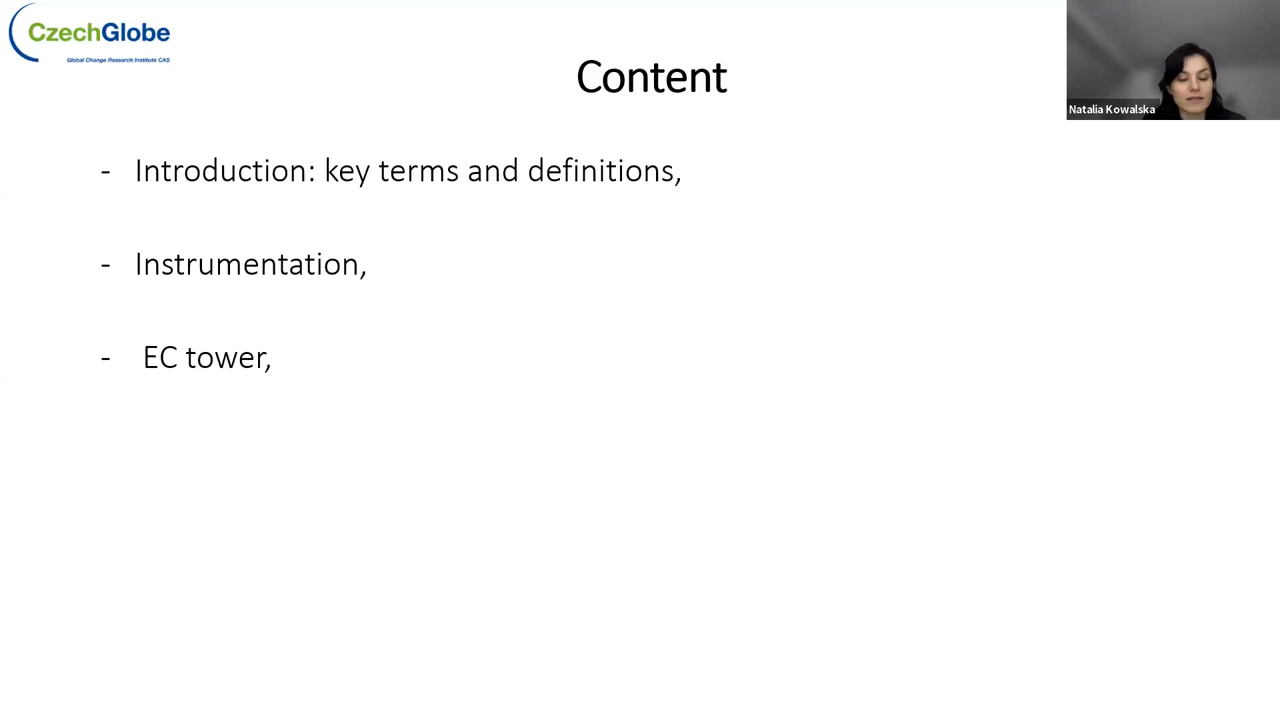 CzechGlobe
Global Change Research Institute CAS
Content
Natalia Kowalska
- Introduction: key terms and definitions,
- Instrumentation,
- EC tower,